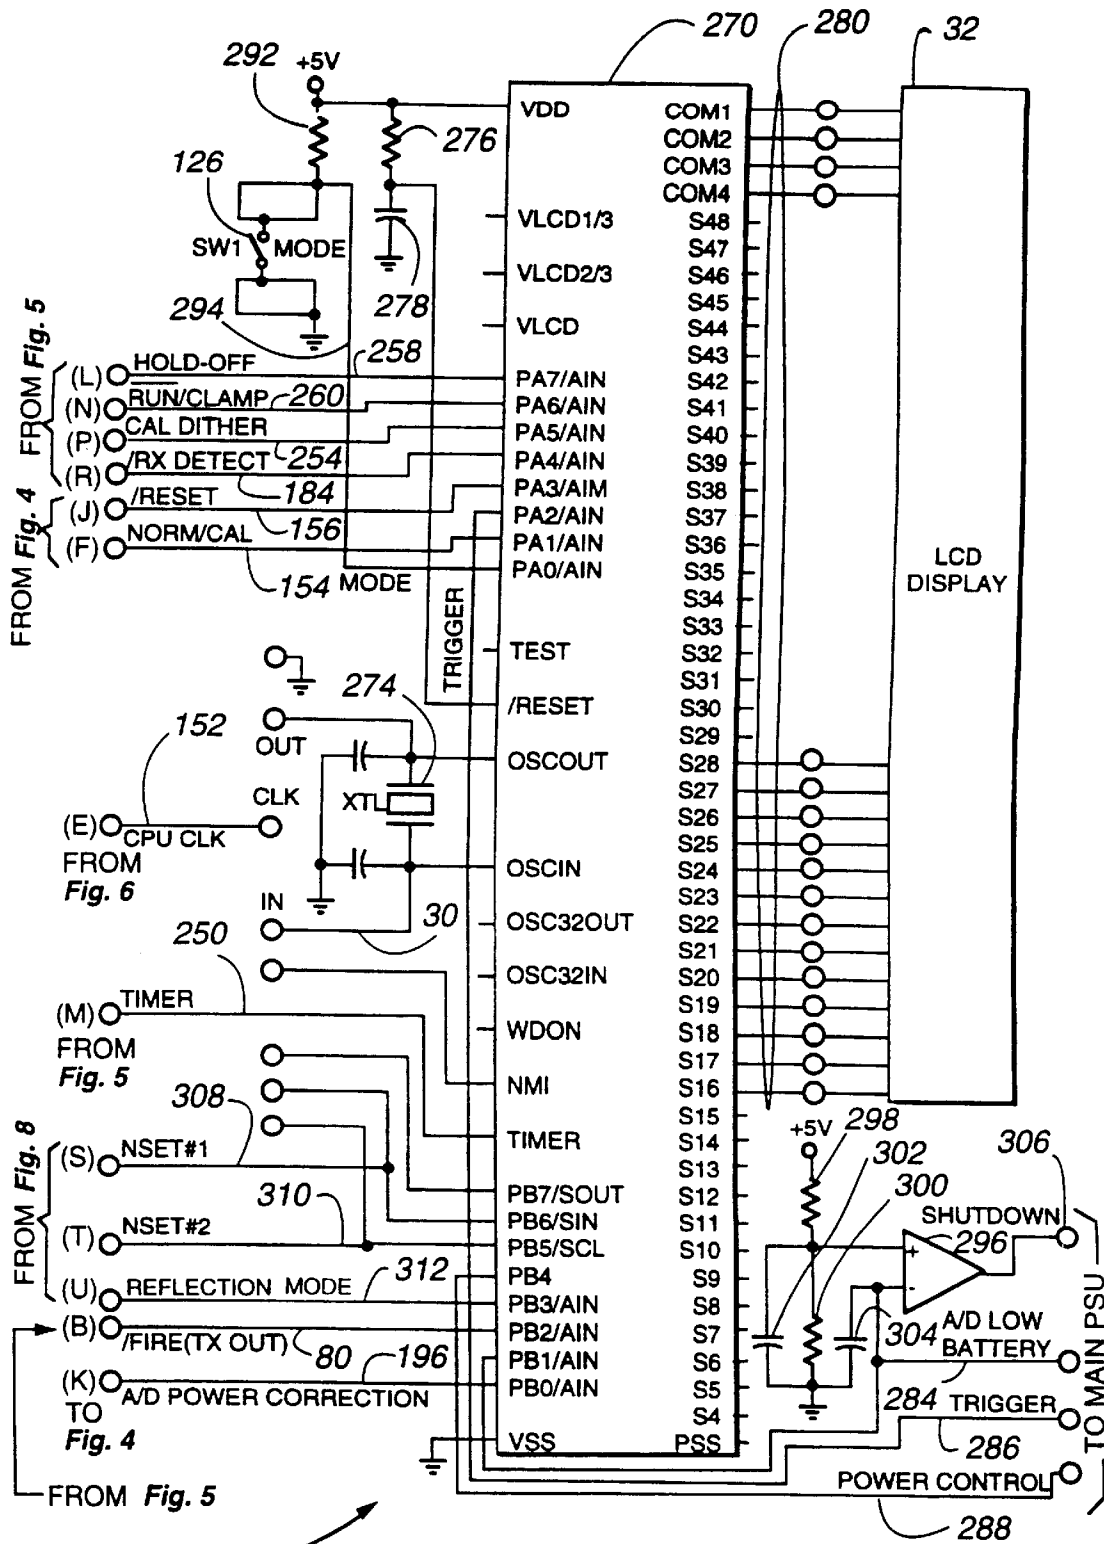 270
280
32
292
+5V
276
126
SW1
MODE
278
294
FROM Fig. 5
(L)
HOLD-OFF
258
(N)
RUN/CLAMP
260
(P)
CAL DITHER
254
(R)
/RX DETECT
184
FROM Fig. 4
(J)
/RESET
156
(F)
NORM/CAL
154
MODE
TRIGGER
274
OUT
152
CLK
XTL
(E)
CPU CLK
FROM
Fig. 6
IN
30
250
(M)
TIMER
FROM
Fig. 5
308
FROM Fig. 8
(S)
NSET#1
310
(T)
NSET#2
(U)
REFLECTION MODE
312
(B)
/FIRE(TX OUT)
80
196
(K)
A/D POWER CORRECTION
TO
Fig. 4
FROM Fig. 5
VDD
VLCD1/3
VLCD2/3
VLCD
PA7/AIN
PA6/AIN
PA5/AIN
PA4/AIN
PA3/AIM
PA2/AIN
PA1/AIN
PA0/AIN
TEST
/RESET
OSCOUT
OSCIN
OSC32OUT
OSC32IN
WDON
NMI
TIMER
PB7/SOUT
PB6/SIN
PB5/SCL
PB4
PB3/AIN
PB2/AIN
PB1/AIN
PB0/AIN
VSS
COM1
COM2
COM3
COM4
S48
S47
S46
S45
S44
S43
S42
S41
S40
S39
S38
S37
S36
S35
S34
S33
S32
S31
S30
S29
S28
S27
S26
S25
S24
S23
S22
S21
S20
S19
S18
S17
S16
S15
S14
S13
S12
S11
S10
S9
S8
S7
S6
S5
S4
PSS
LCD
DISPLAY
+5V
298
302
300
306
SHUTDOWN
+
296
-
304
A/D LOW
BATTERY
284
TRIGGER
286
POWER CONTROL
288
TO MAIN PSU